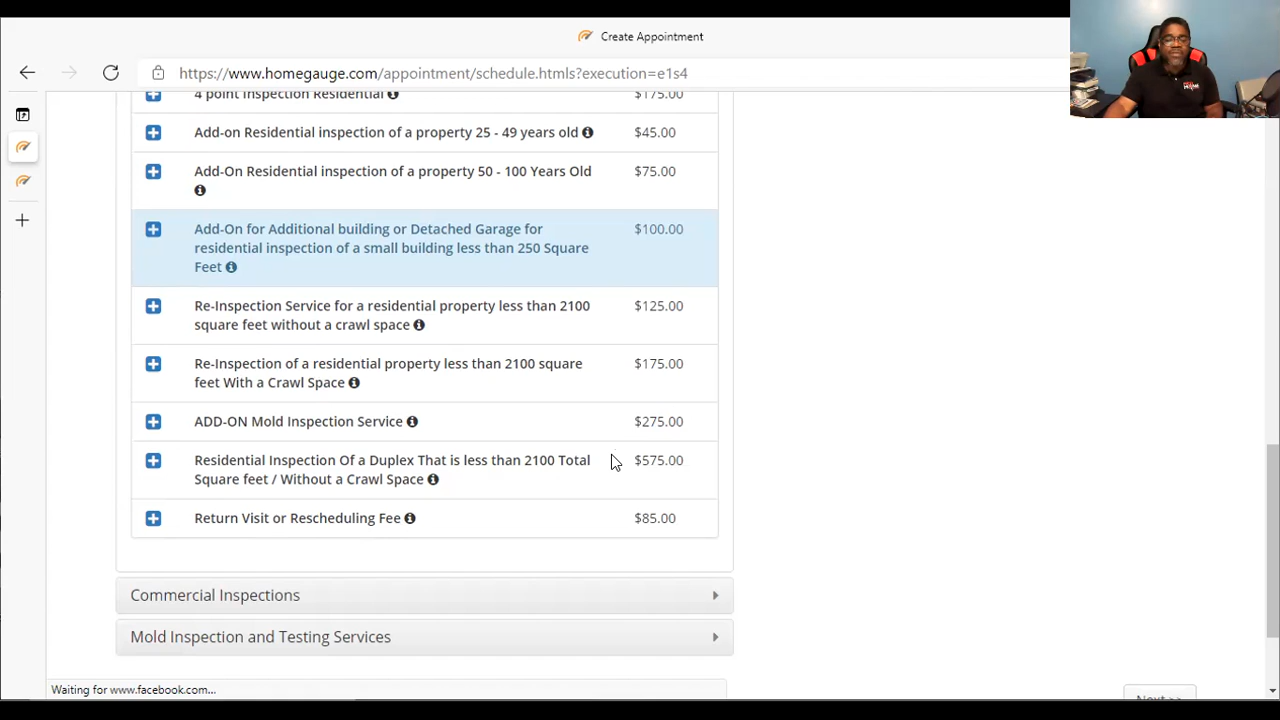 Create Appointment
https://www.homegauge.com/appointment/schedule.htmls?execution=e1s4
4 point Inspection Residential $175.00
Add-on Residential inspection of a property 25 - 49 years old $45.00
Add-On Residential inspection of a property 50 - 100 Years Old $75.00
Add-On for Additional building or Detached Garage for $100.00
residential inspection of a small building less than 250 Square
Feet
Re-Inspection Service for a residential property less than 2100 $125.00
square feet without a crawl space
Re-Inspection of a residential property less than 2100 square $175.00
feet With a Crawl Space
ADD-ON Mold Inspection Service $275.00
Residential Inspection Of a Duplex That is less than 2100 Total $575.00
Square feet / Without a Crawl Space
Return Visit or Rescheduling Fee $85.00
Commercial Inspections
Mold Inspection and Testing Services
Waiting for www.facebook.com...
Next >>